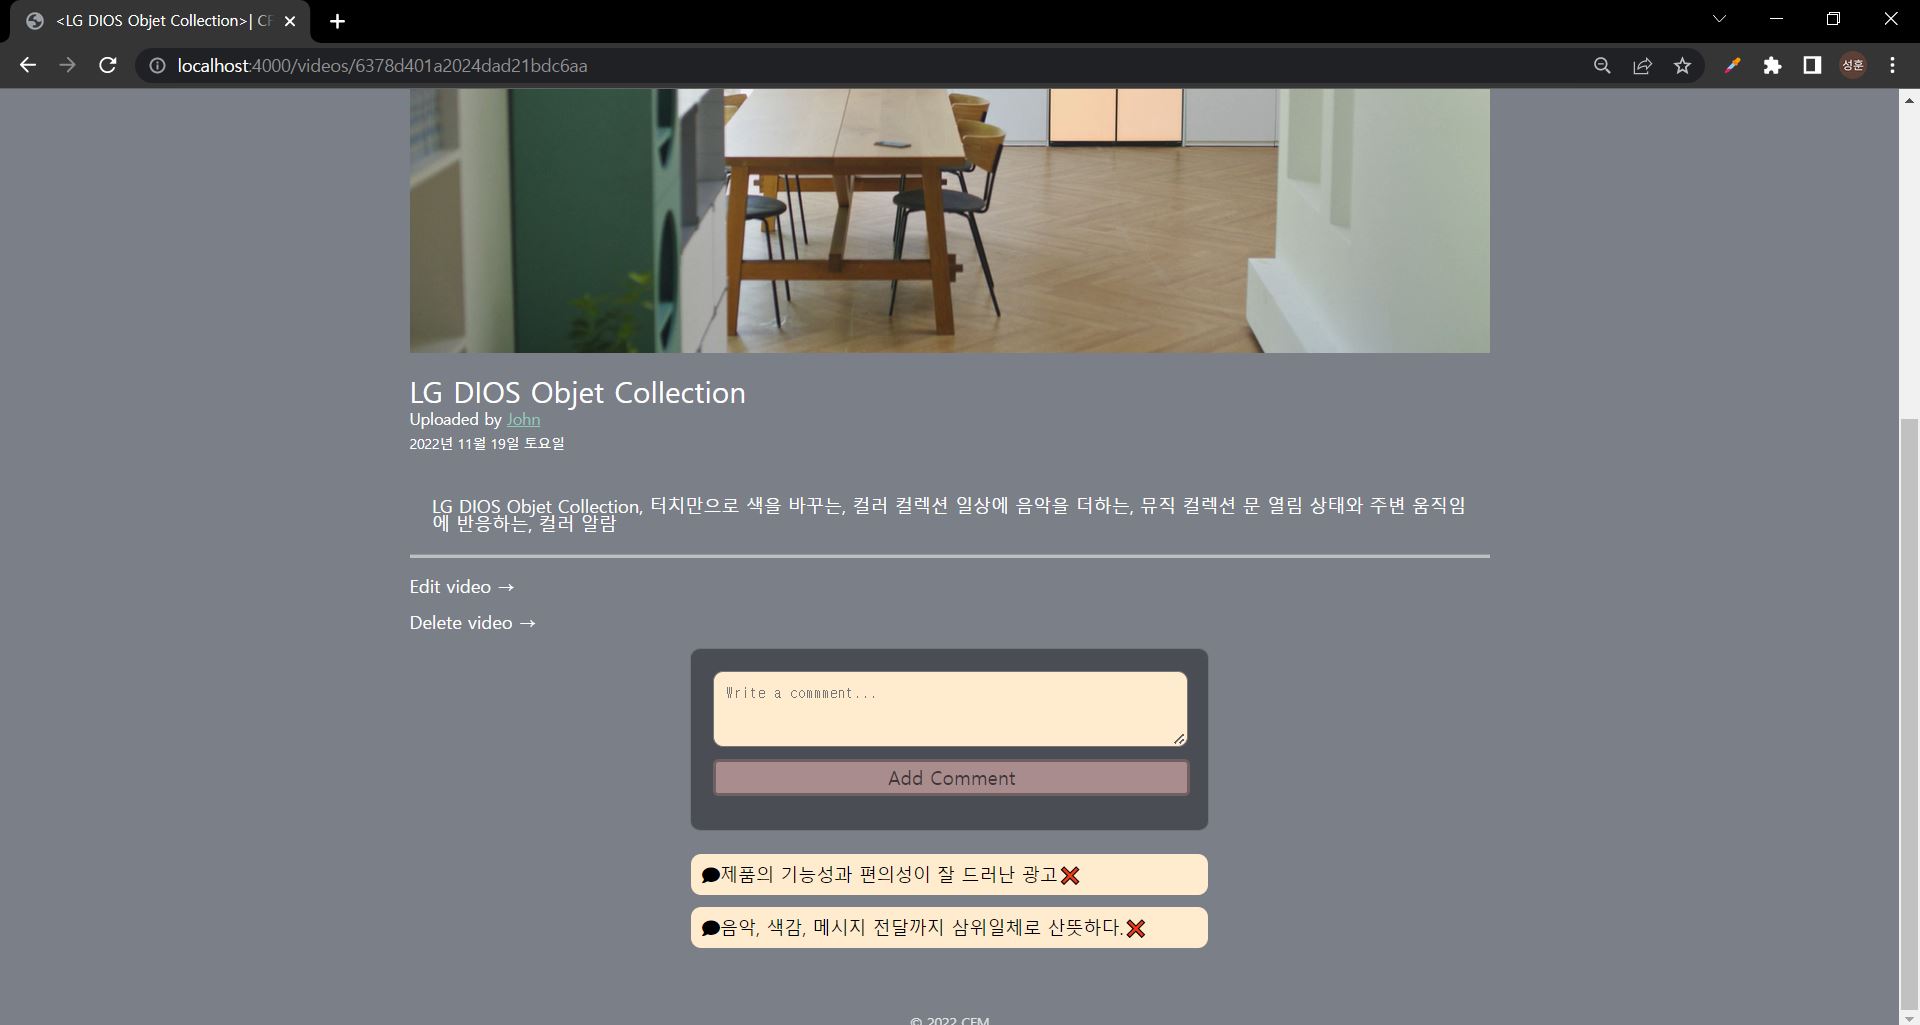 <LG DIOS Objet Collection>| CF
localhost:4000/videos/6378d401a2024dad21bdc6aa
성훈
LG DIOS Objet Collection
Uploaded by John
2022년 11월 19일 토요일
LG DIOS Objet Collection, 터치만으로 색을 바꾸는, 컬러 컬렉션 일상에 음악을 더하는, 뮤직 컬렉션 문 열림 상태와 주변 움직임
에 반응하는, 컬러 알람
Edit video →
Delete video →
Write a commment...
Add Comment
제품의 기능성과 편의성이 잘 드러난 광고❌
음악, 색감, 메시지 전달까지 삼위일체로 산뜻하다.❌
© 2022 CFM